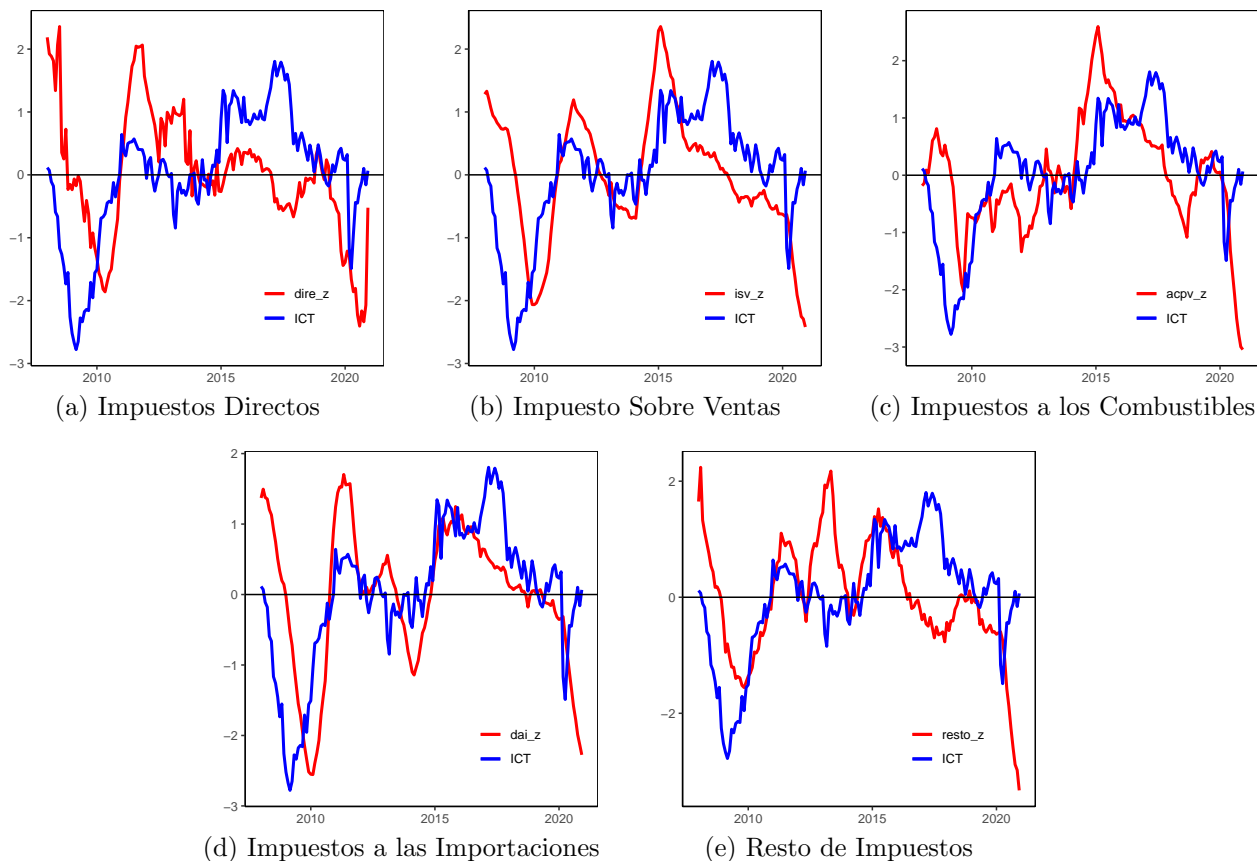 2
1
0
−1
−2
−3
dire_z
ICT
2010
2015
2020
(a) Impuestos Directos
2
1
0
−1
−2
−3
isv_z
ICT
2010
2015
2020
(b) Impuesto Sobre Ventas
2
1
0
−1
−2
−3
acpv_z
ICT
2010
2015
2020
(c) Impuestos a los Combustibles
2
1
0
−1
−2
−3
dai_z
ICT
2010
2015
2020
(d) Impuestos a las Importaciones
2
0
−2
resto_z
ICT
2010
2015
2020
(e) Resto de Impuestos